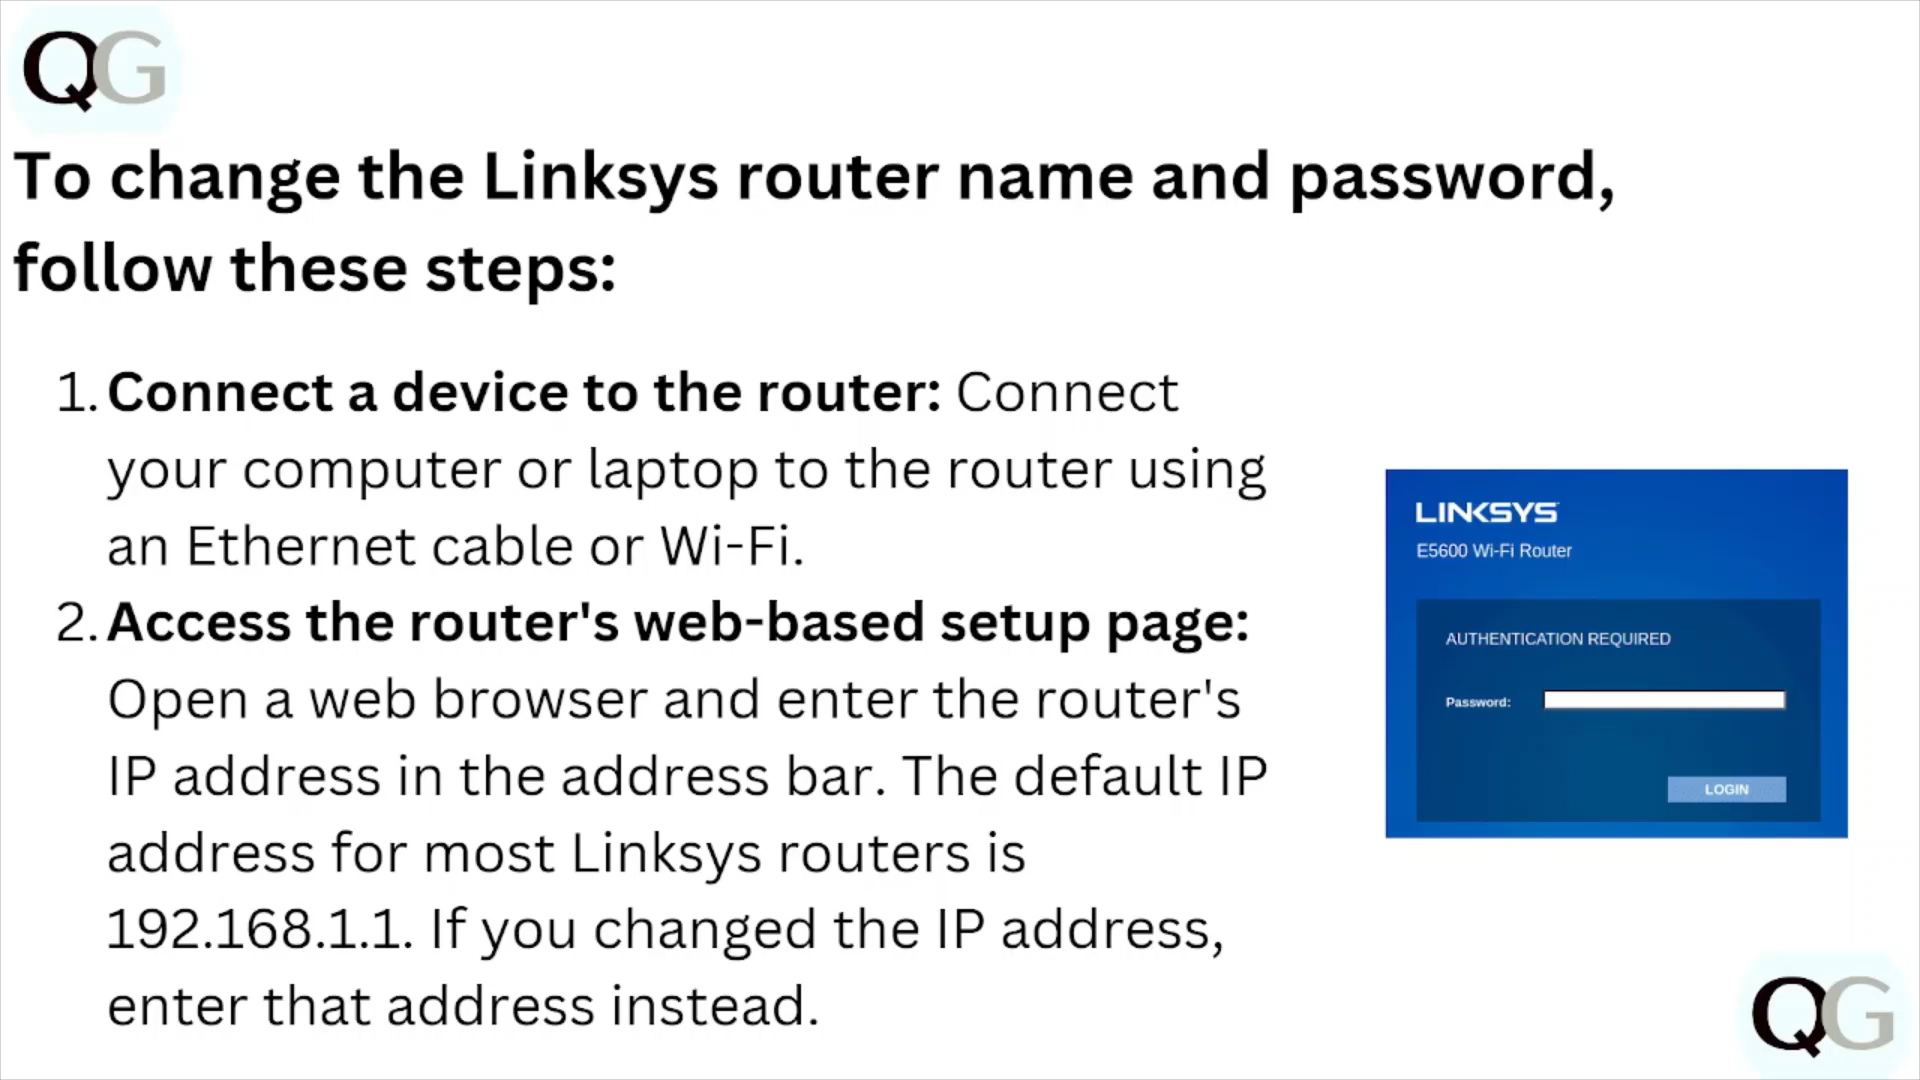 QG
To change the Linksys router name and password,
follow these steps:
1. Connect a device to the router: Connect
your computer or laptop to the router using
an Ethernet cable or Wi-Fi.
2. Access the router's web-based setup page:
Open a web browser and enter the router's
IP address in the address bar. The default IP
address for most Linksys routers is
192.168.1.1. If you changed the IP address,
enter that address instead.
LINKSYS
E5600 Wi-Fi Router
AUTHENTICATION REQUIRED
Password:
LOGIN
QG